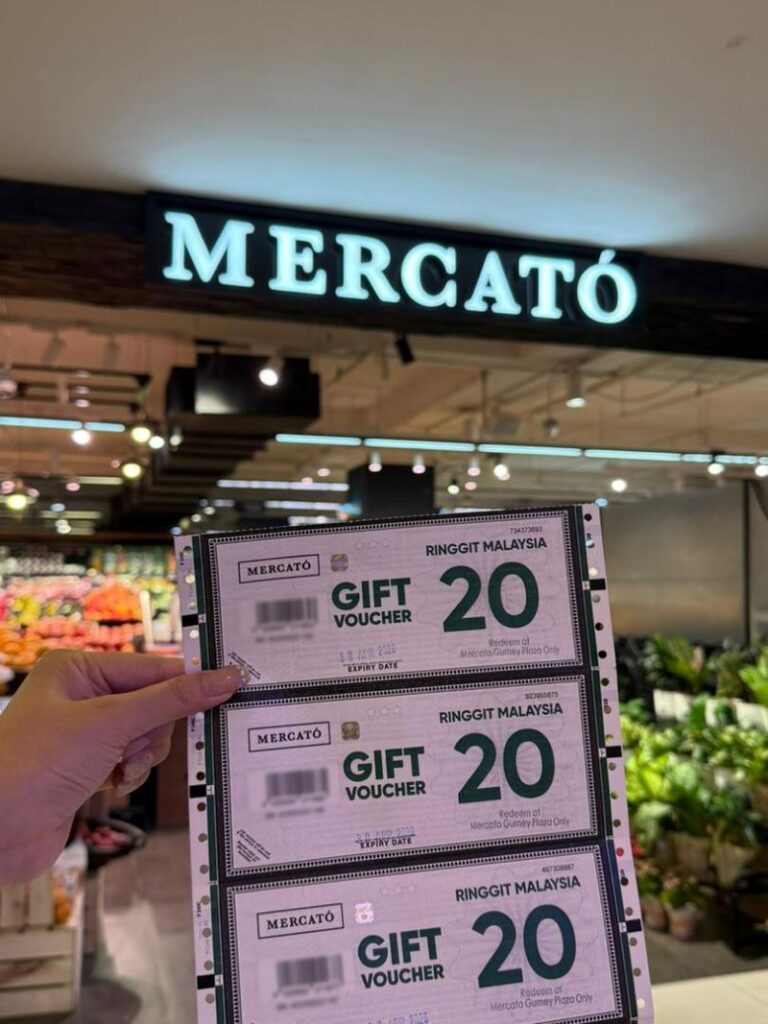 MERCATÓ
734373693
MERCATÓ
RINGGIT MALAYSIA
GIFT
VOUCHER
20
Redeem at
Mercato Gurney Plaza Only
EXPIRY DATE
923955875
MERCATÓ
RINGGIT MALAYSIA
GIFT
VOUCHER
20
Redeem at
Mercato Gurney Plaza Only
EXPIRY DATE
MERCATÓ
RINGGIT MALAYSIA
GIFT
VOUCHER
20
Redeem at
Mercato Gurney Plaza Only